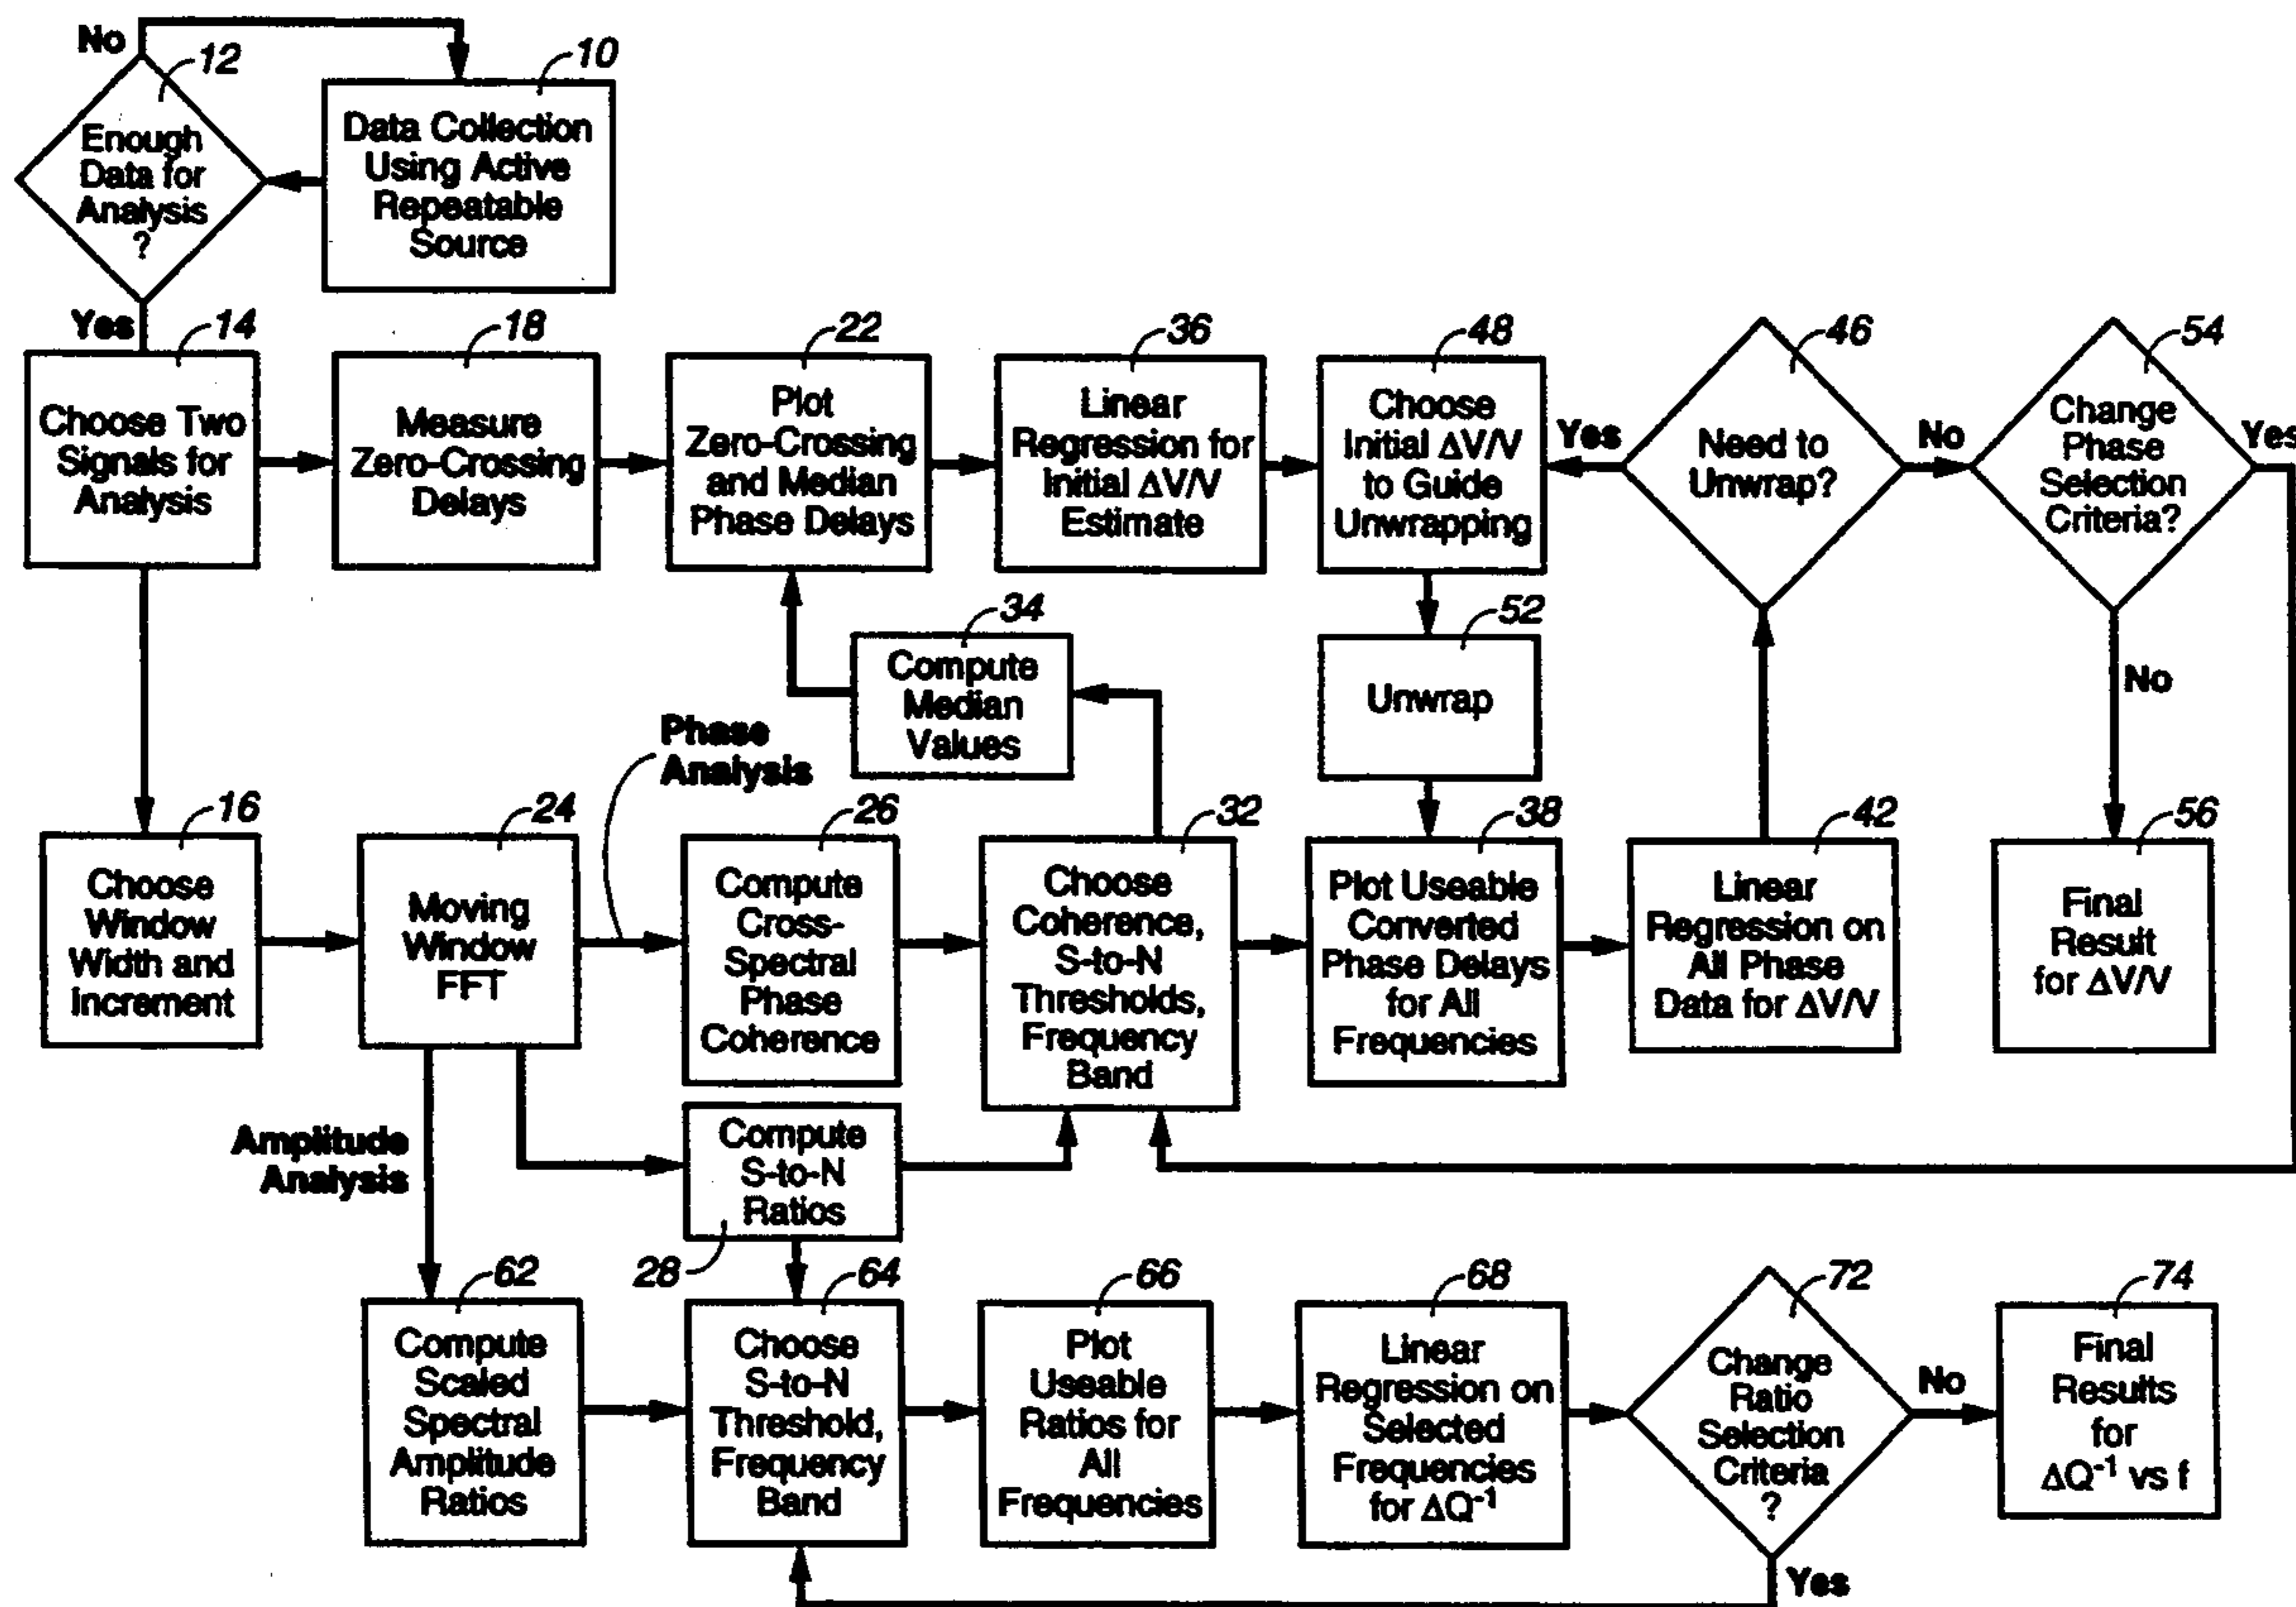 No
12
Enough
Data for
Analysis
?
10
Data Collection
Using Active
Repeatable
Source
Yes
14
Choose Two
Signals for
Analysis
18
Measure
Zero-Crossing
Delays
22
Plot
Zero-Crossing
and Median
Phase Delays
36
Linear
Regression for
Initial ΔV/V
Estimate
48
Choose
Initial ΔV/V
to Guide
Unwrapping
Yes
46
Need to
Unwrap?
No
54
Change
Phase
Selection
Criteria?
Yes
34
Compute
Median
Values
52
Unwrap
No
Phase
Analysis
16
Choose
Window
Width and
Increment
24
Moving
Window
FFT
26
Compute
Cross-
Spectral
Phase
Coherence
32
Choose
Coherence,
S-to-N
Thresholds,
Frequency
Band
38
Plot Useable
Converted
Phase Delays
for All
Frequencies
42
Linear
Regression on
All Phase
Data for ΔV/V
56
Final
Result
for ΔV/V
Amplitude
Analysis
Compute
S-to-N
Ratios
28
62
Compute
Scaled
Spectral
Amplitude
Ratios
64
Choose
S-to-N
Threshold,
Frequency
Band
66
Plot
Useable
Ratios for
All
Frequencies
68
Linear
Regression on
Selected
Frequencies
for ΔQ⁻¹
72
Change
Ratio
Selection
Criteria
?
No
74
Final
Results
for
ΔQ⁻¹ vs f
Yes